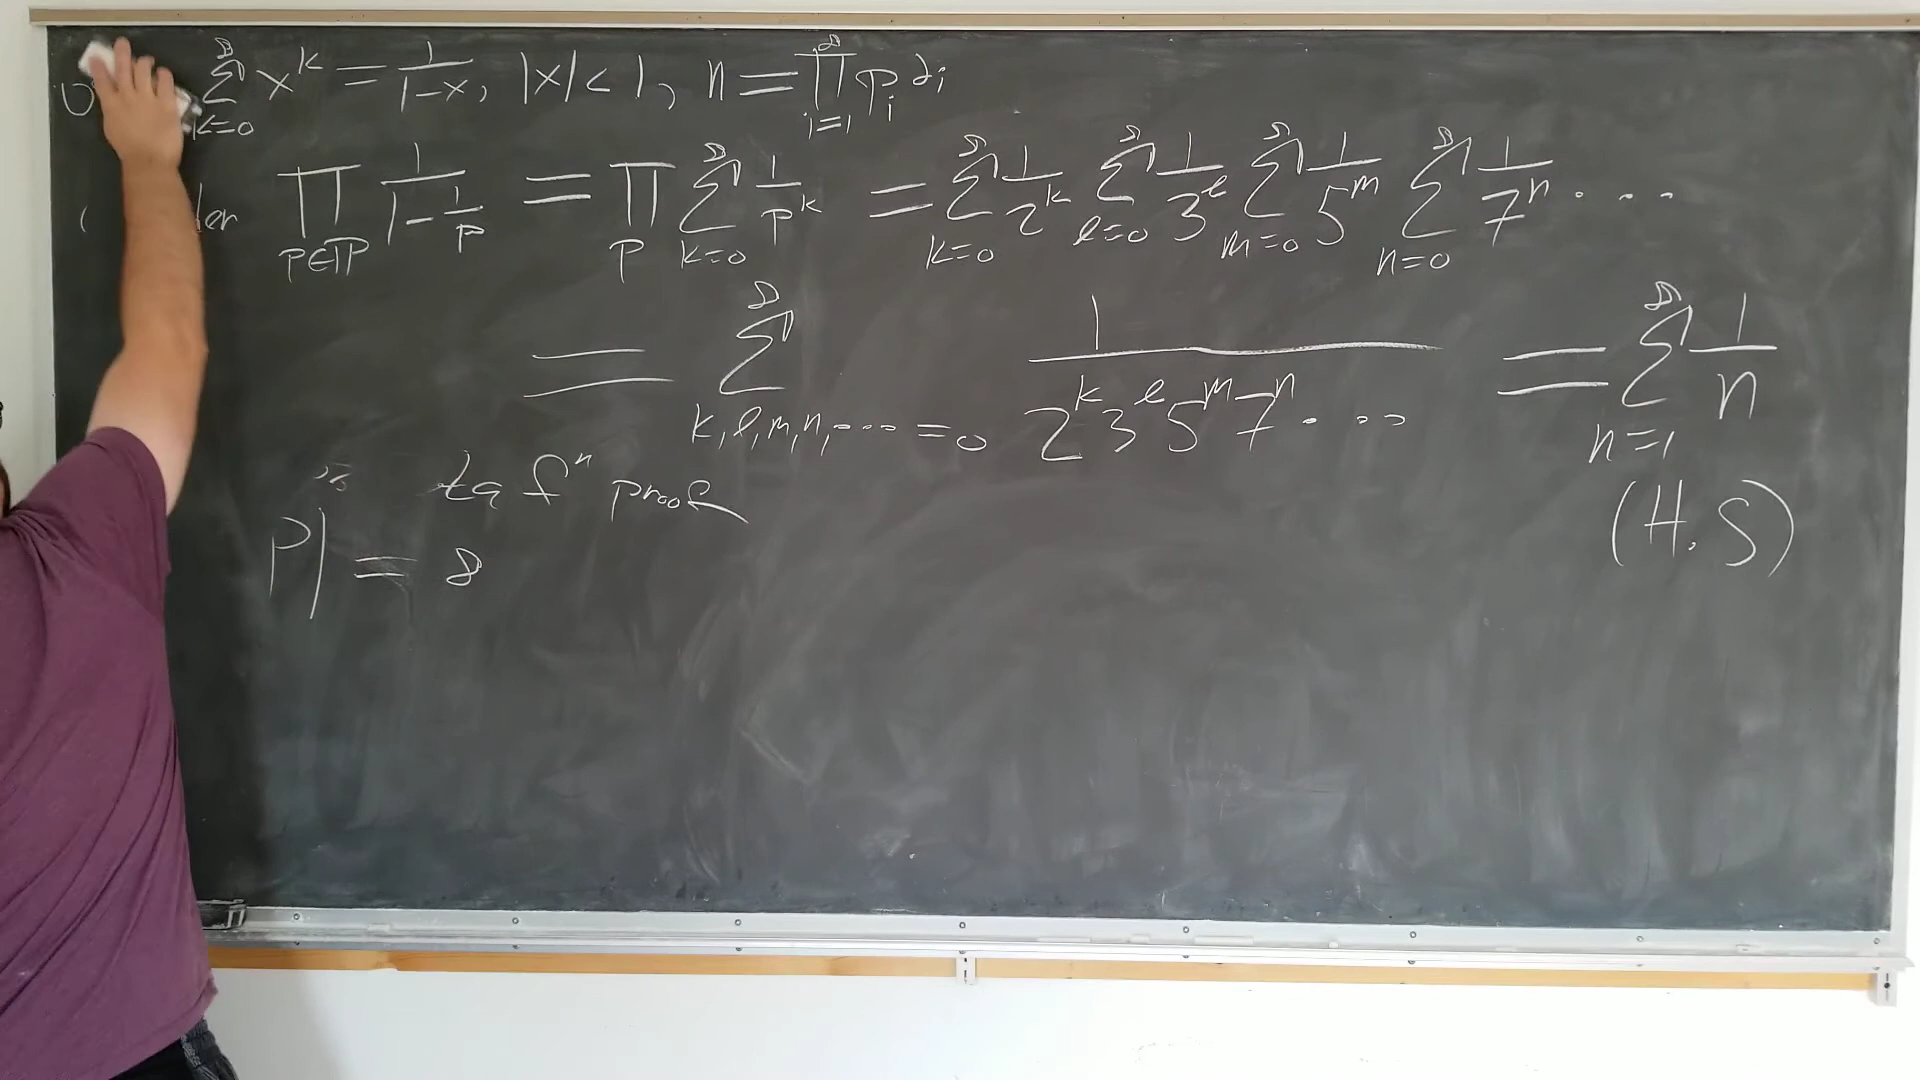 ∑_{k=0}^{∞} x^k = 1/(1-x), |x| < 1, n = ∏_{i=1}^{∞} p_i^{α_i}
∏_{p∈ℙ} 1/(1-1/p) = ∏_p ∑_{k=0}^{∞} 1/p^k = ∑_{k=0}^{∞} 1/2^k ∑_{l=0}^{∞} 1/3^l ∑_{m=0}^{∞} 1/5^m ∑_{n=0}^{∞} 1/7^n ⋯
= ∑_{k,l,m,n,⋯=0}^{∞} 1/(2^k 3^l 5^m 7^n ⋯) = ∑_{n=1}^{∞} 1/n
proof (H.S)
P| = ∞